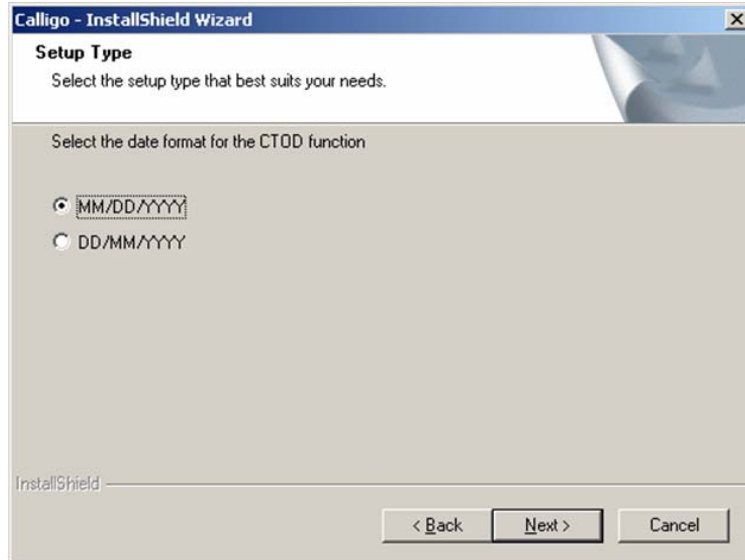 Calligo - InstallShield Wizard
Setup Type
Select the setup type that best suits your needs.
Select the date format for the CTOD function
MM/DD/YYYY
DD/MM/YYYY
InstallShield
< Back Next > Cancel